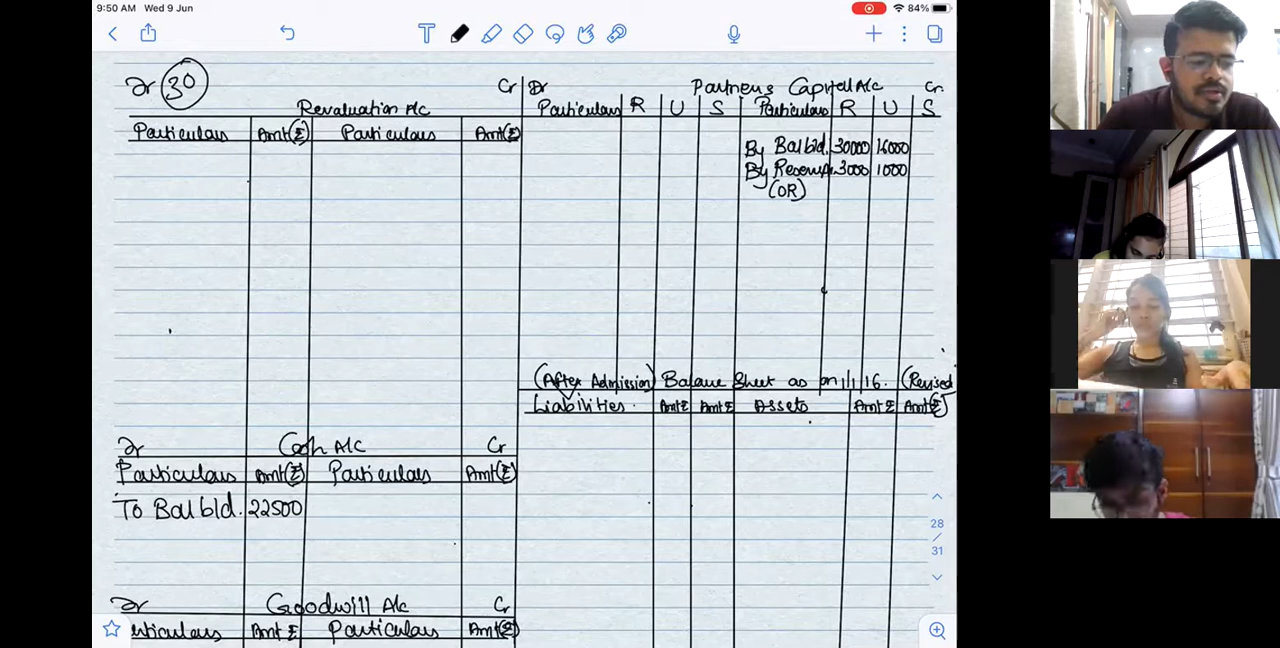 9:50 AM Wed 9 Jun
84%
Dr 30 Cr
Revaluation A/c
Particulars Amt(₹) Particulars Amt(₹)
Dr Partners Capital A/c Cr.
Particulars R U S Particulars R U S
By Bal b/d. 30000 16000
By Reserve 3000 1000
(OR)
(After Admission) Balance Sheet as on 1/1/16. (Revised)
Liabilities. Amt ₹ Amt ₹ Assets Amt ₹ Amt(₹)
Dr Cash A/c Cr
Particulars Amt(₹) Particulars Amt(₹)
To Bal b/d. 22500
Dr Goodwill A/c Cr
rticulars Amt ₹ Particulars Amt(₹)
28
/
31